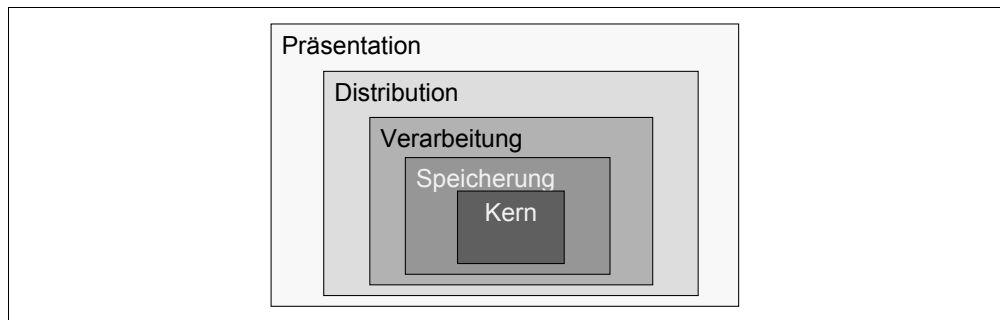 Präsentation
Distribution
Verarbeitung
Speicherung
Kern